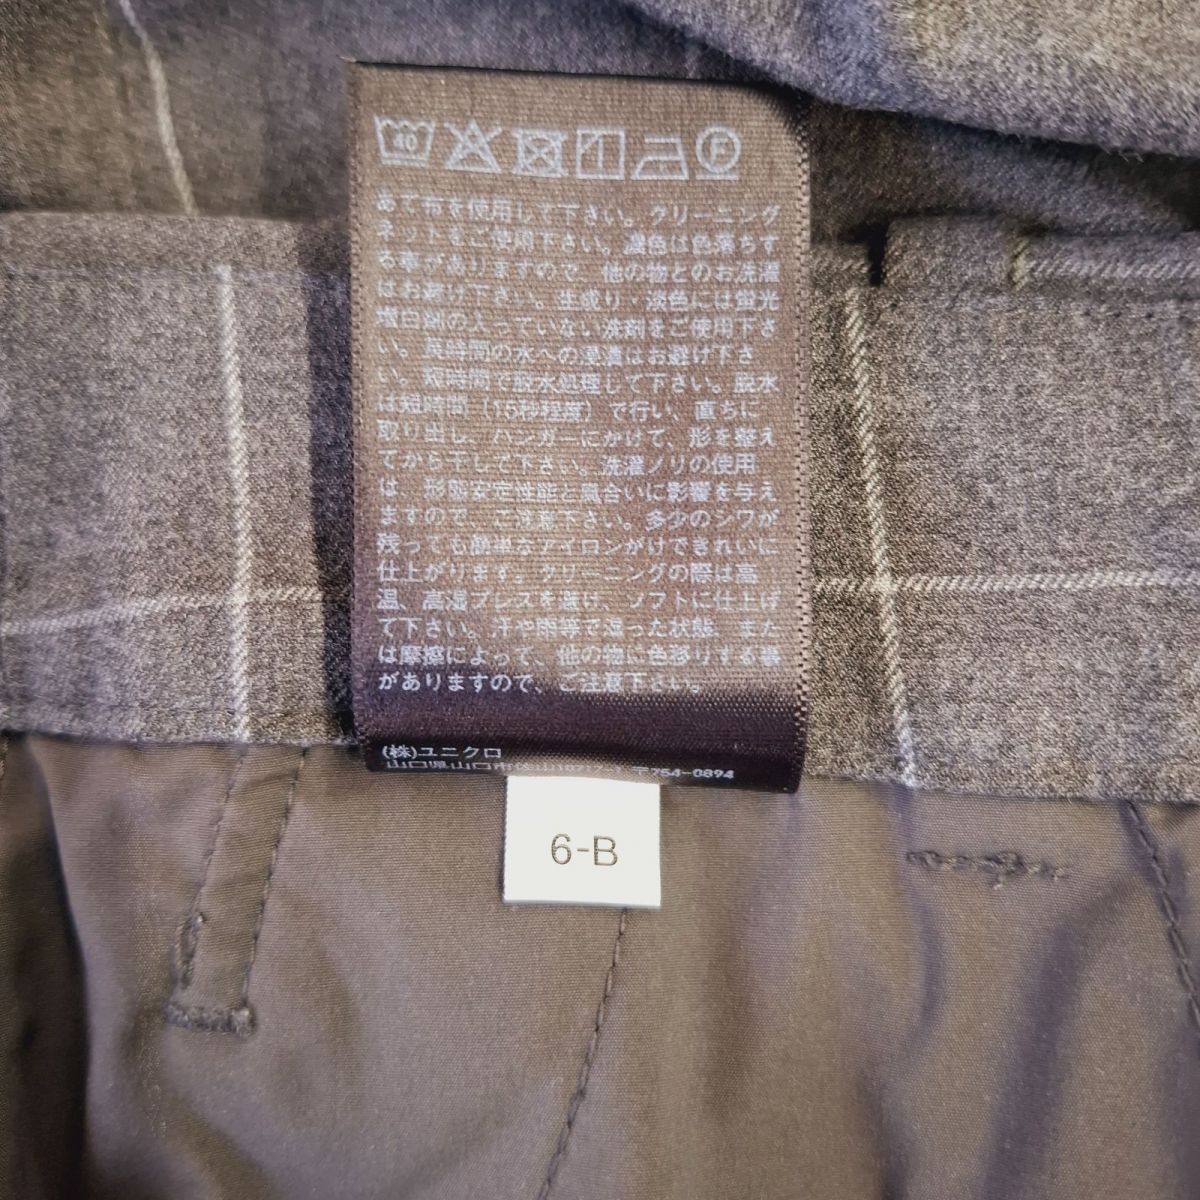 40 F
あて布を使用して下さい。クリーニング
ネットをご使用下さい。濃色は色落ちす
る事がありますので、他の物とのお洗濯
はお避け下さい。生成り・淡色には蛍光
増白剤の入っていない洗剤をご使用下さ
い。長時間の水への浸漬はお避け下さ
い。短時間で脱水処理して下さい。脱水
は短時間（15秒程度）で行い、直ちに
取り出し、ハンガーにかけて、形を整え
てから干して下さい。洗濯ノリの使用
は、形態安定性能と風合いに影響を与え
ますので、ご注意下さい。多少のシワが
残っても簡単なアイロンがけできれいに
仕上がります。クリーニングの際は高
温、高湿プレスを避け、ソフトに仕上げ
て下さい。汗や雨等で湿った状態、また
は摩擦によって、他の物に色移りする事
がありますので、ご注意下さい。
(株)ユニクロ
山口県山口市 〒754-0894
6-B